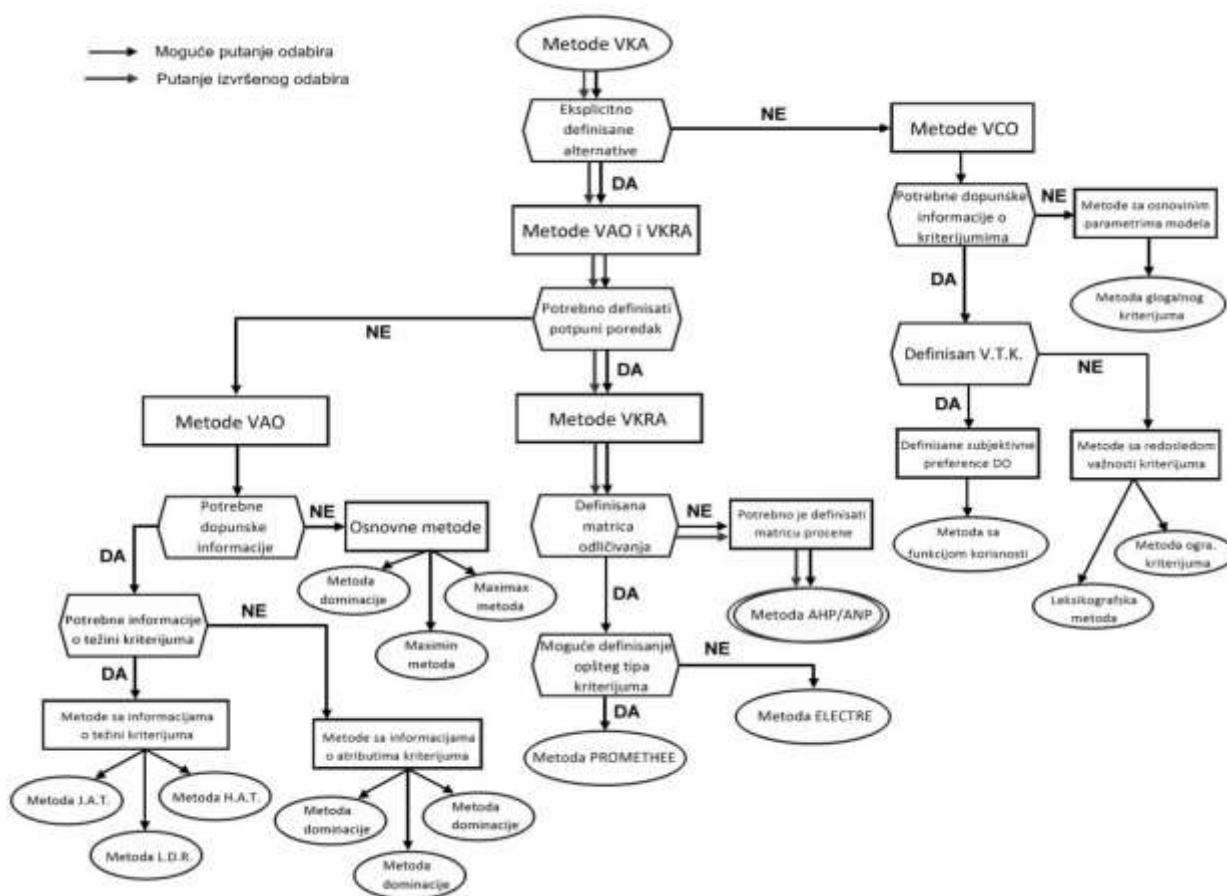 Moguće putanje odabira
Putanje izvršenog odabira
Metode VKA
Eksplicitno
definisane
alternative
NE
Metode VCO
DA
Potrebne dopunske
informacije o
kriterijumima
NE
Metode sa osnovinim
parametrima modela
Metode VAO i VKRA
DA
Metoda glogalnog
kriterijuma
Potrebno definisati
potpuni poredak
NE
DA
Definisan V.T.K.
NE
DA
Metode VAO
Metode VKRA
Definisane subjektivne
preference DO
Metode sa redosledom
važnosti kriterijuma
Potrebne
dopunske
informacije
NE
Osnovne metode
DA
Definisana
matrica
odličivanja
NE
Potrebno je definisati
matricu procene
Metoda sa
funkcijom korisnosti
Metoda ogra.
kriterijuma
Leksikografska
metoda
Metoda
dominacije
Maximax
metoda
Maximin
metoda
DA
Metoda AHP/ANP
Potrebne informacije
o težini kriterijuma
NE
DA
Moguće definisanje
opšteg tipa
kriterijuma
NE
DA
Metoda ELECTRE
Metoda PROMETHEE
Metode sa informacijama
o težini kriterijuma
Metode sa informacijama
o atributima kriterijuma
Metoda J.A.T.
Metoda H.A.T.
Metoda L.D.R.
Metoda
dominacije
Metoda
dominacije
Metoda
dominacije